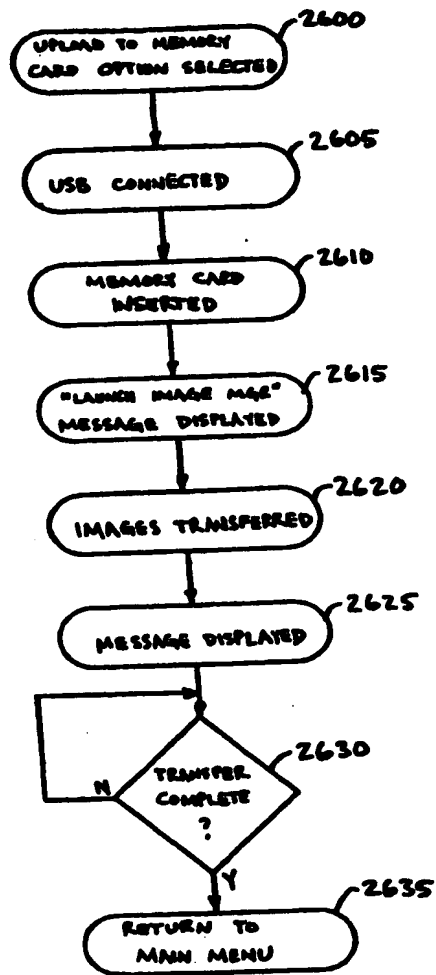 2600
UPLOAD TO MEMORY
CARD OPTION SELECTED
2605
USB CONNECTED
2610
MEMORY CARD
INSERTED
2615
"LAUNCH IMAGE MGR"
MESSAGE DISPLAYED
2620
IMAGES TRANSFERRED
2625
MESSAGE DISPLAYED
2630
TRANSFER
COMPLETE
?
N
Y
2635
RETURN TO
MAIN MENU